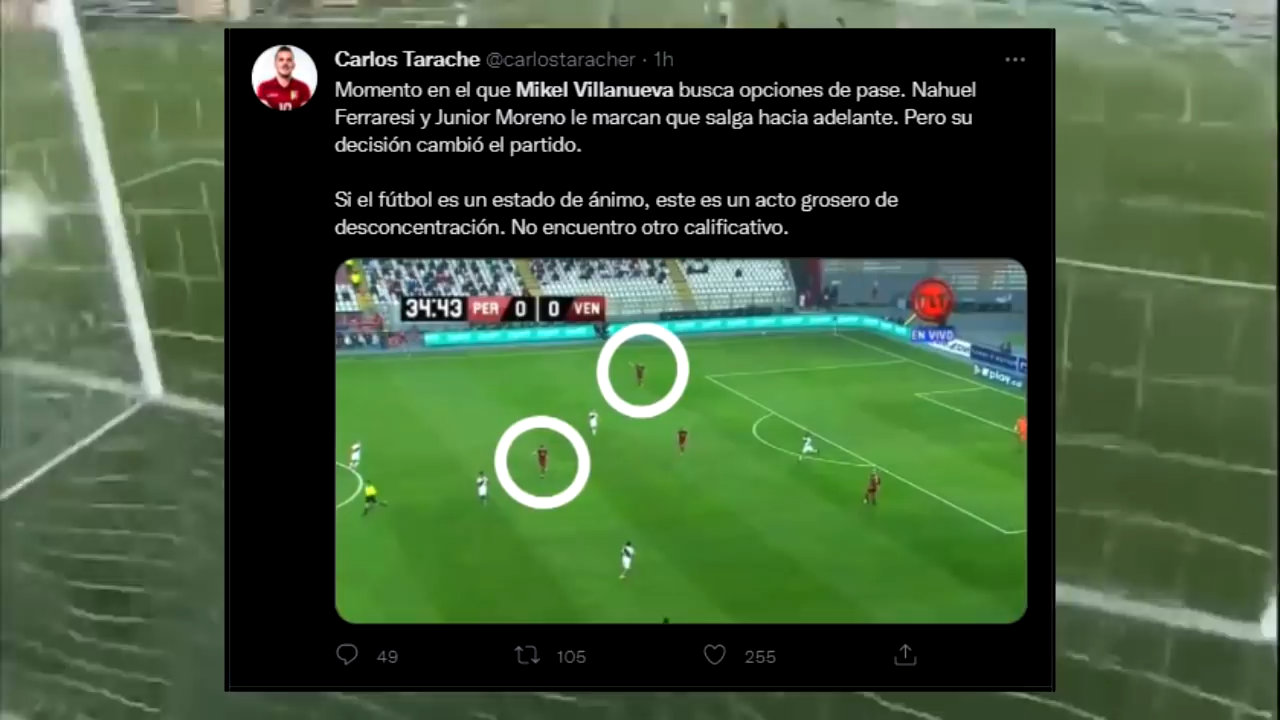 Carlos Tarache @carlostaracher · 1h
Momento en el que Mikel Villanueva busca opciones de pase. Nahuel
Ferraresi y Junior Moreno le marcan que salga hacia adelante. Pero su
decisión cambió el partido.
Si el fútbol es un estado de ánimo, este es un acto grosero de
desconcentración. No encuentro otro calificativo.
34:43 PER 0 0 VEN
EN VIVO
49 105 255